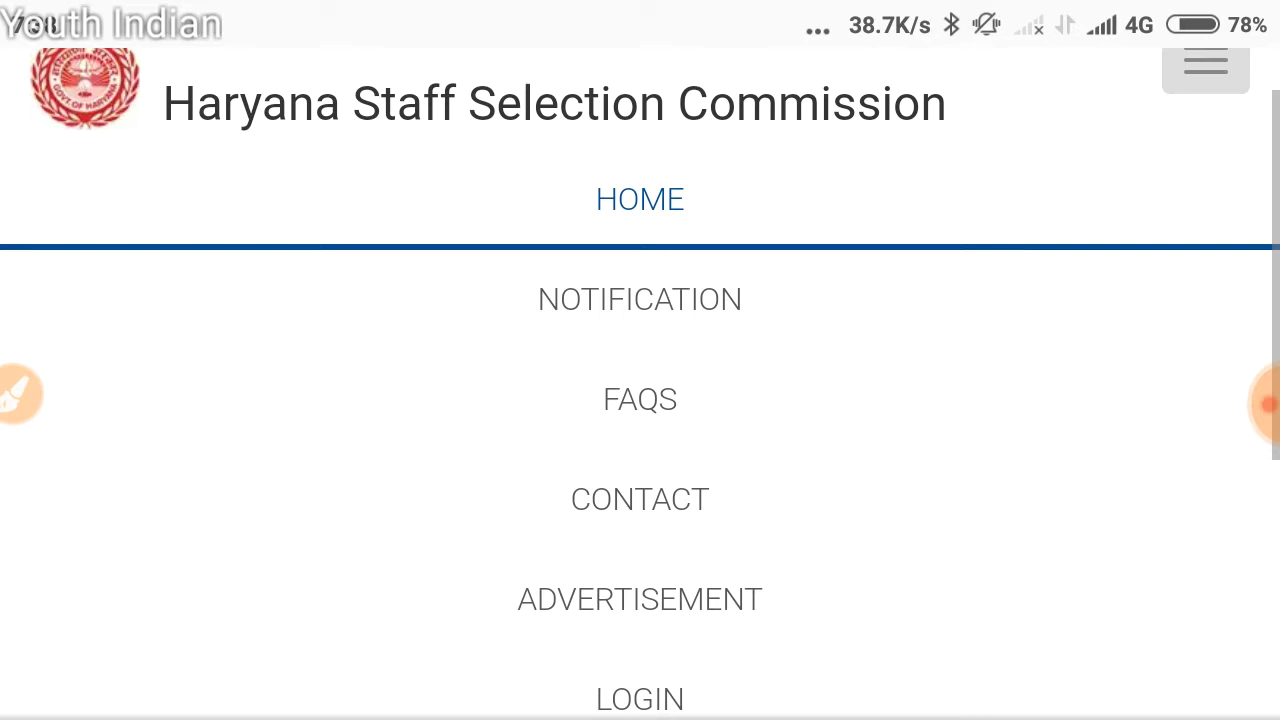 Youth Indian
... 38.7K/s 4G 78%
Haryana Staff Selection Commission
HOME
NOTIFICATION
FAQS
CONTACT
ADVERTISEMENT
LOGIN